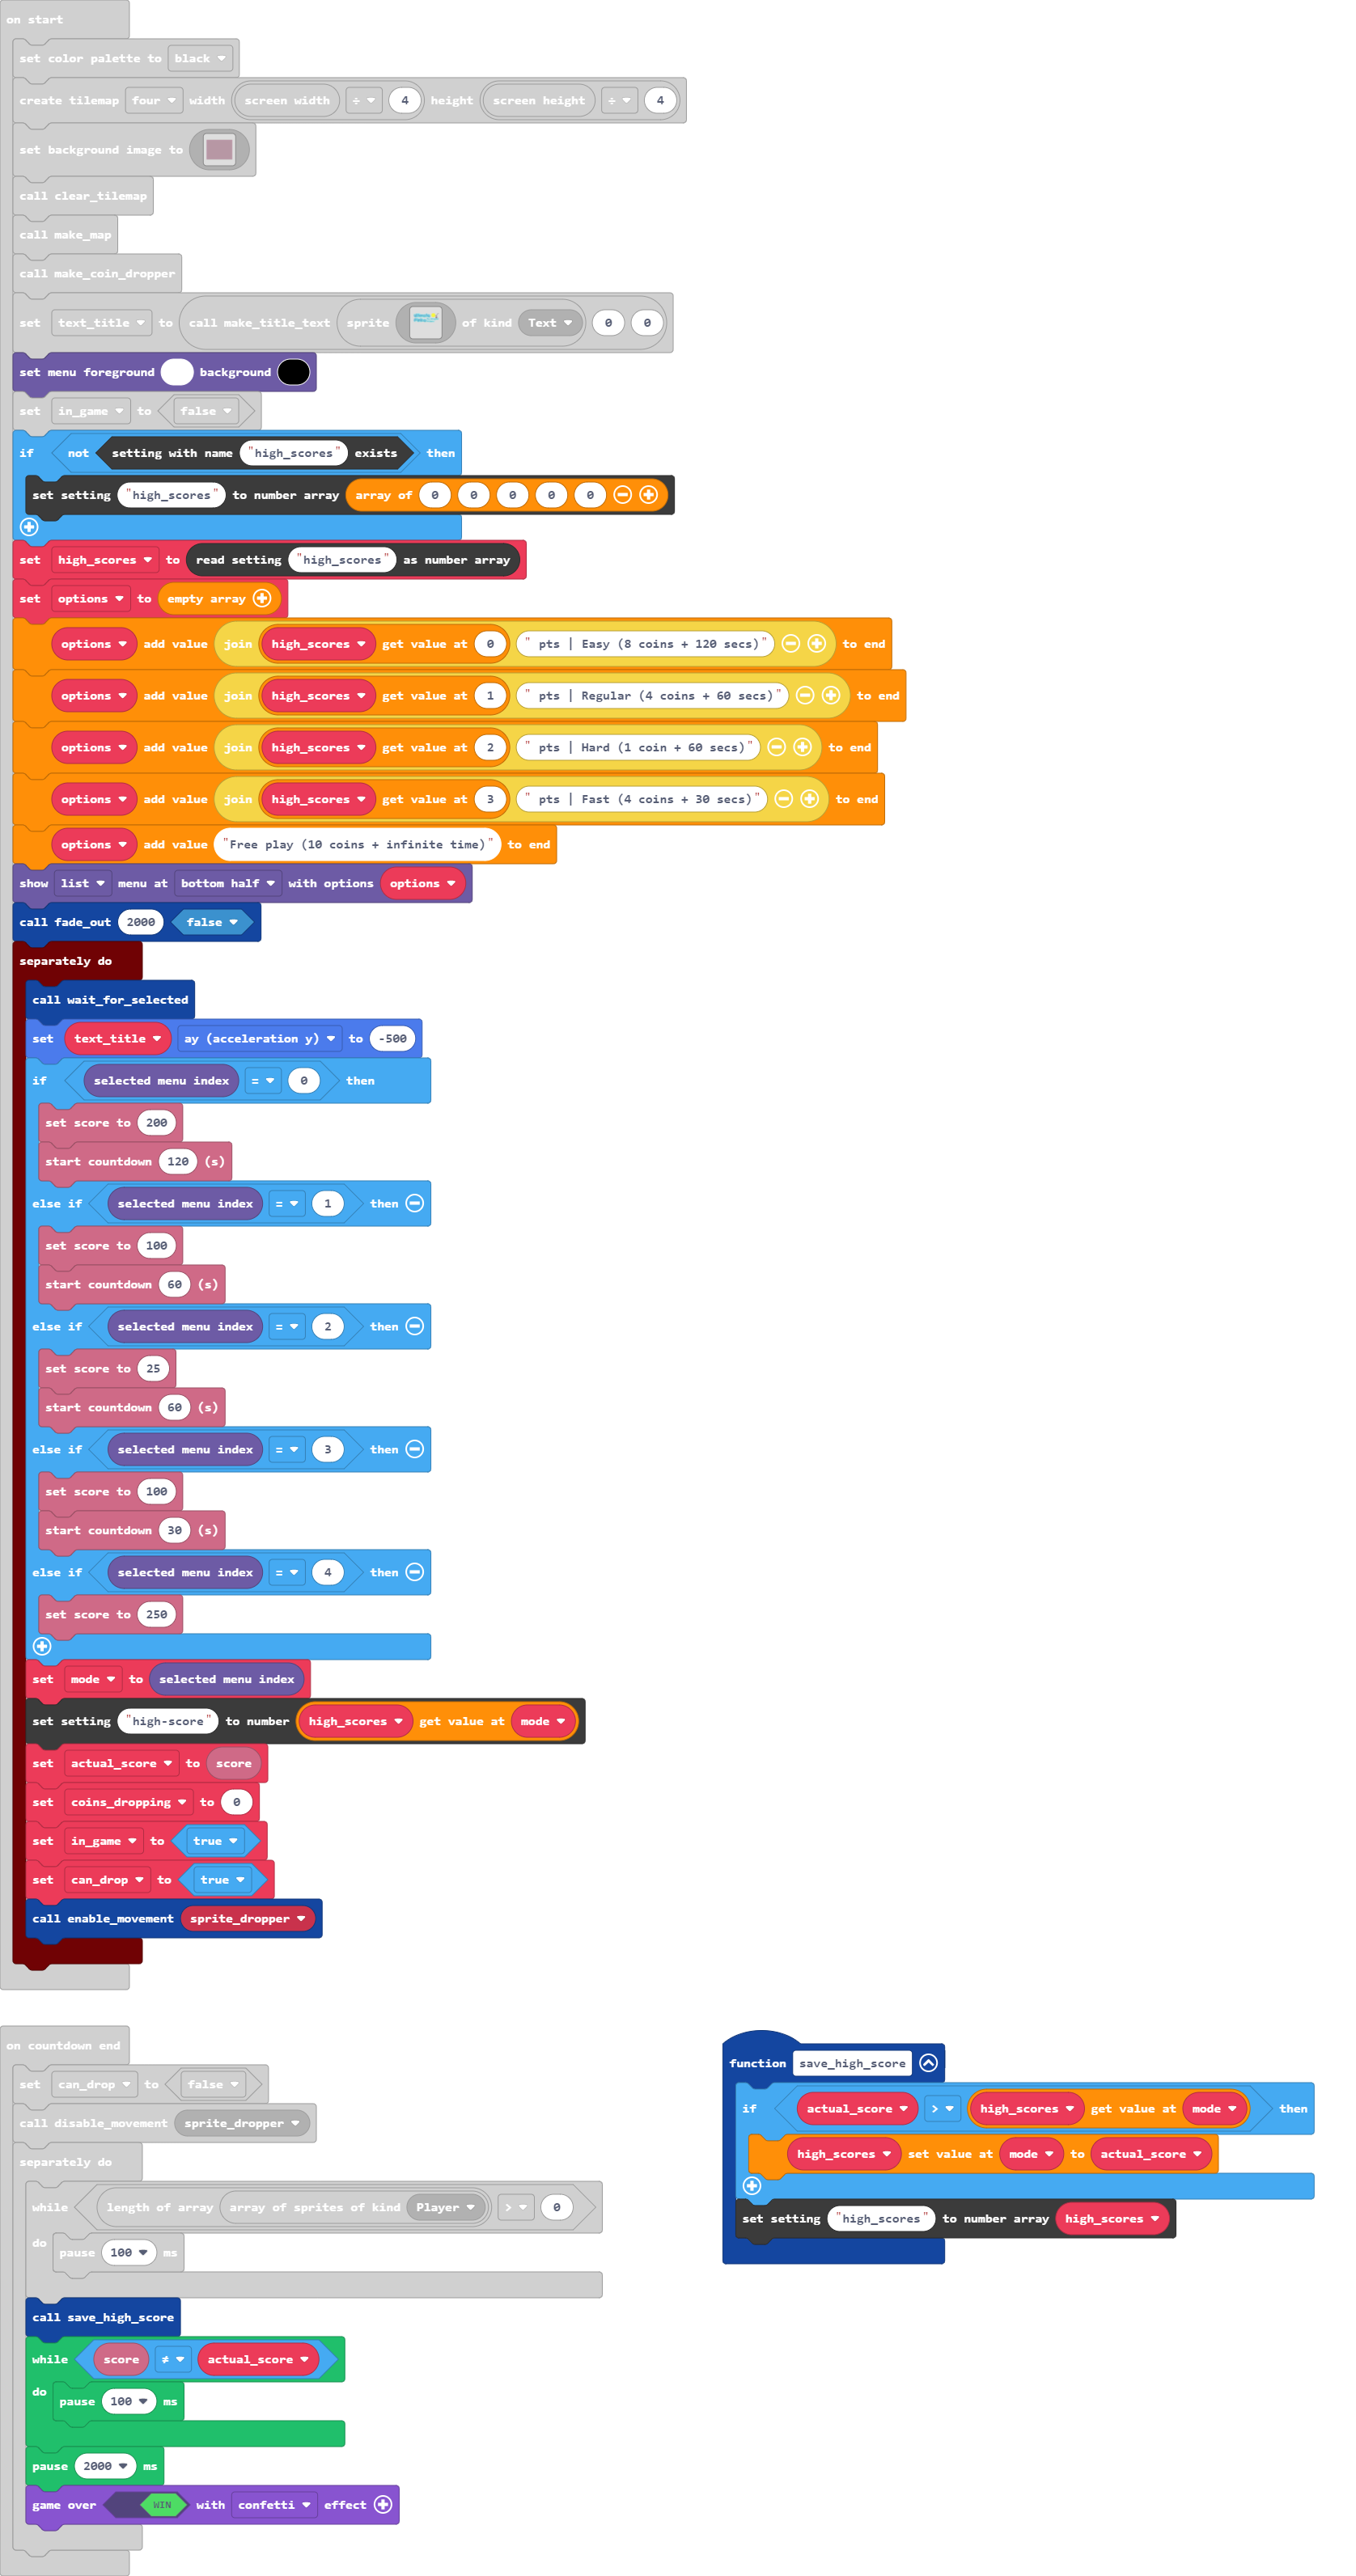 on start
set color palette to black
create tilemap four width screen width ÷ 4 height screen height ÷ 4
set background image to
call clear_tilemap
call make_map
call make_coin_dropper
set text_title to call make_title_text sprite of kind Text 0 0
set menu foreground background
set in_game to false
if not setting with name "high_scores" exists then
set setting "high_scores" to number array array of 0 0 0 0 0
set high_scores to read setting "high_scores" as number array
set options to empty array
options add value join high_scores get value at 0 " pts | Easy (8 coins + 120 secs)" to end
options add value join high_scores get value at 1 " pts | Regular (4 coins + 60 secs)" to end
options add value join high_scores get value at 2 " pts | Hard (1 coin + 60 secs)" to end
options add value join high_scores get value at 3 " pts | Fast (4 coins + 30 secs)" to end
options add value "Free play (10 coins + infinite time)" to end
show list menu at bottom half with options options
call fade_out 2000 false
separately do
call wait_for_selected
set text_title ay (acceleration y) to -500
if selected menu index = 0 then
set score to 200
start countdown 120 (s)
else if selected menu index = 1 then
set score to 100
start countdown 60 (s)
else if selected menu index = 2 then
set score to 25
start countdown 60 (s)
else if selected menu index = 3 then
set score to 100
start countdown 30 (s)
else if selected menu index = 4 then
set score to 250
set mode to selected menu index
set setting "high-score" to number high_scores get value at mode
set actual_score to score
set coins_dropping to 0
set in_game to true
set can_drop to true
call enable_movement sprite_dropper
on countdown end
set can_drop to false
call disable_movement sprite_dropper
separately do
while length of array array of sprites of kind Player > 0
do pause 100 ms
call save_high_score
while score ≠ actual_score
do pause 100 ms
pause 2000 ms
game over WIN with confetti effect
function save_high_score
if actual_score > high_scores get value at mode then
high_scores set value at mode to actual_score
set setting "high_scores" to number array high_scores